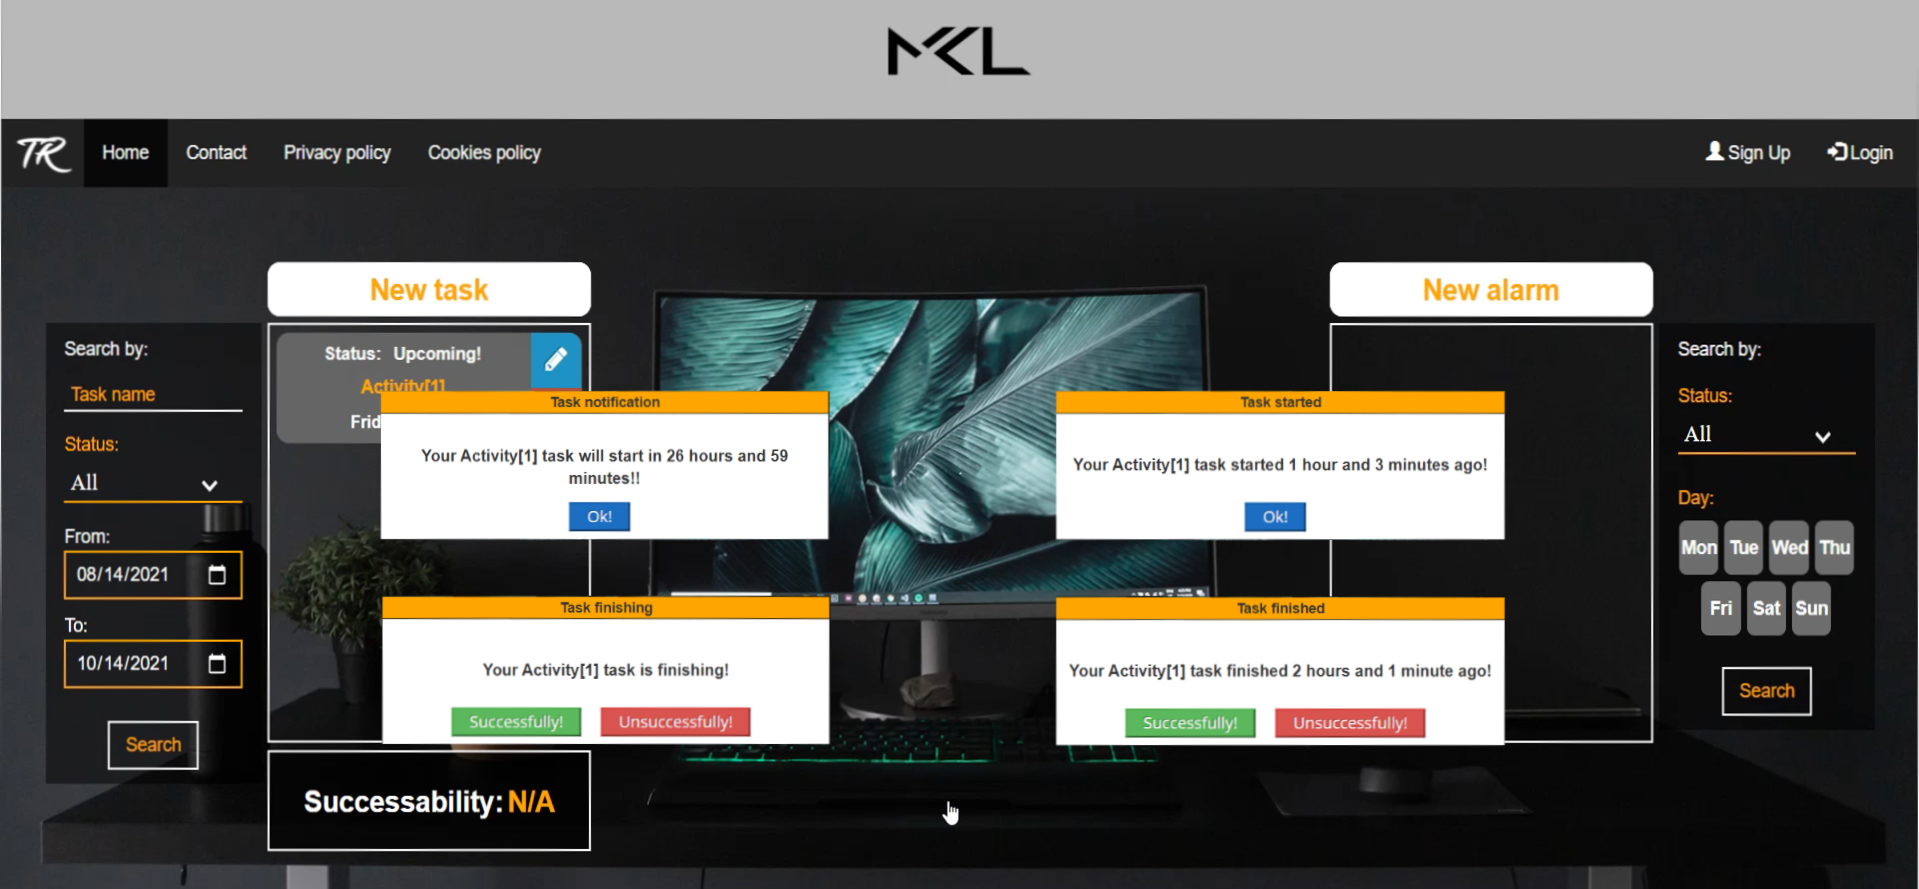 MKL
TR Home Contact Privacy policy Cookies policy Sign Up Login
New task
New alarm
Search by:
Task name
Status:
All
From:
08/14/2021
To:
10/14/2021
Search
Status: Upcoming!
Activity[1]
Frid
Task notification
Your Activity[1] task will start in 26 hours and 59
minutes!!
Ok!
Task started
Your Activity[1] task started 1 hour and 3 minutes ago!
Ok!
Task finishing
Your Activity[1] task is finishing!
Successfully! Unsuccessfully!
Task finished
Your Activity[1] task finished 2 hours and 1 minute ago!
Successfully! Unsuccessfully!
Successability: N/A
Search by:
Status:
All
Day:
Mon Tue Wed Thu
Fri Sat Sun
Search